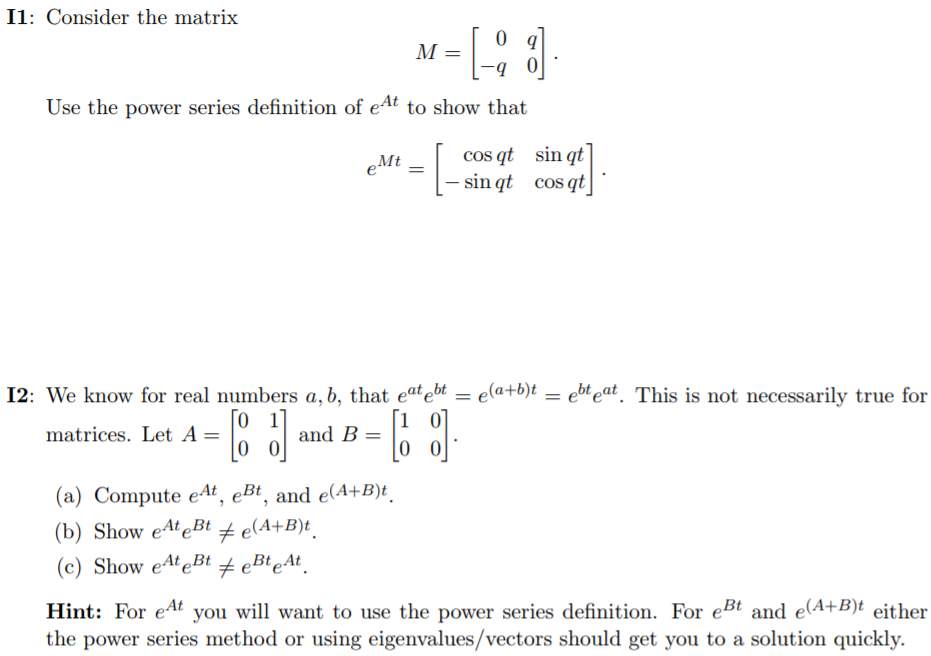 I1: Consider the matrix
M = [ 0 q ; −q 0 ] .
Use the power series definition of e^{At} to show that
e^{Mt} = [ cos qt sin qt ; − sin qt cos qt ] .
I2: We know for real numbers a, b, that e^{at}e^{bt} = e^{(a+b)t} = e^{bt}e^{at}. This is not necessarily true for
matrices. Let A = [ 0 1 ; 0 0 ] and B = [ 1 0 ; 0 0 ] .
(a) Compute e^{At}, e^{Bt}, and e^{(A+B)t}.
(b) Show e^{At}e^{Bt} ≠ e^{(A+B)t}.
(c) Show e^{At}e^{Bt} ≠ e^{Bt}e^{At}.
Hint: For e^{At} you will want to use the power series definition. For e^{Bt} and e^{(A+B)t} either
the power series method or using eigenvalues/vectors should get you to a solution quickly.